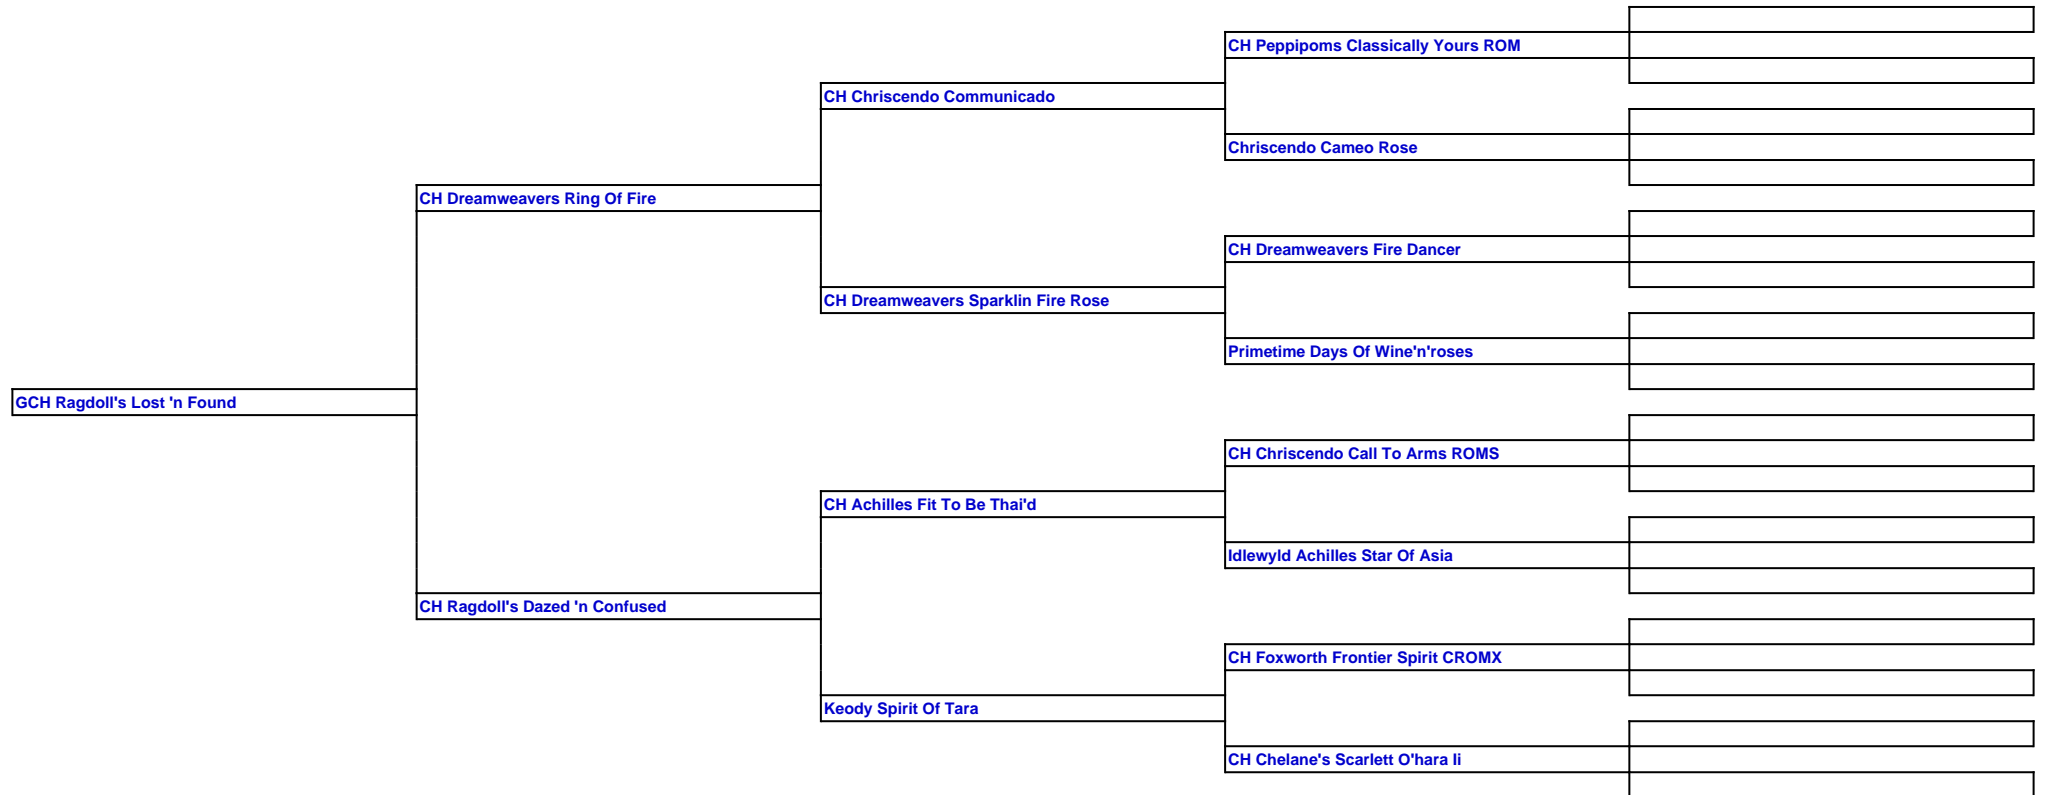 CH Peppipoms Classically Yours ROM
CH Chriscendo Communicado
Chriscendo Cameo Rose
CH Dreamweavers Ring Of Fire
CH Dreamweavers Fire Dancer
CH Dreamweavers Sparklin Fire Rose
Primetime Days Of Wine'n'roses
GCH Ragdoll's Lost 'n Found
CH Chriscendo Call To Arms ROMS
CH Achilles Fit To Be Thai'd
Idlewyld Achilles Star Of Asia
CH Ragdoll's Dazed 'n Confused
CH Foxworth Frontier Spirit CROMX
Keody Spirit Of Tara
CH Chelane's Scarlett O'hara Ii